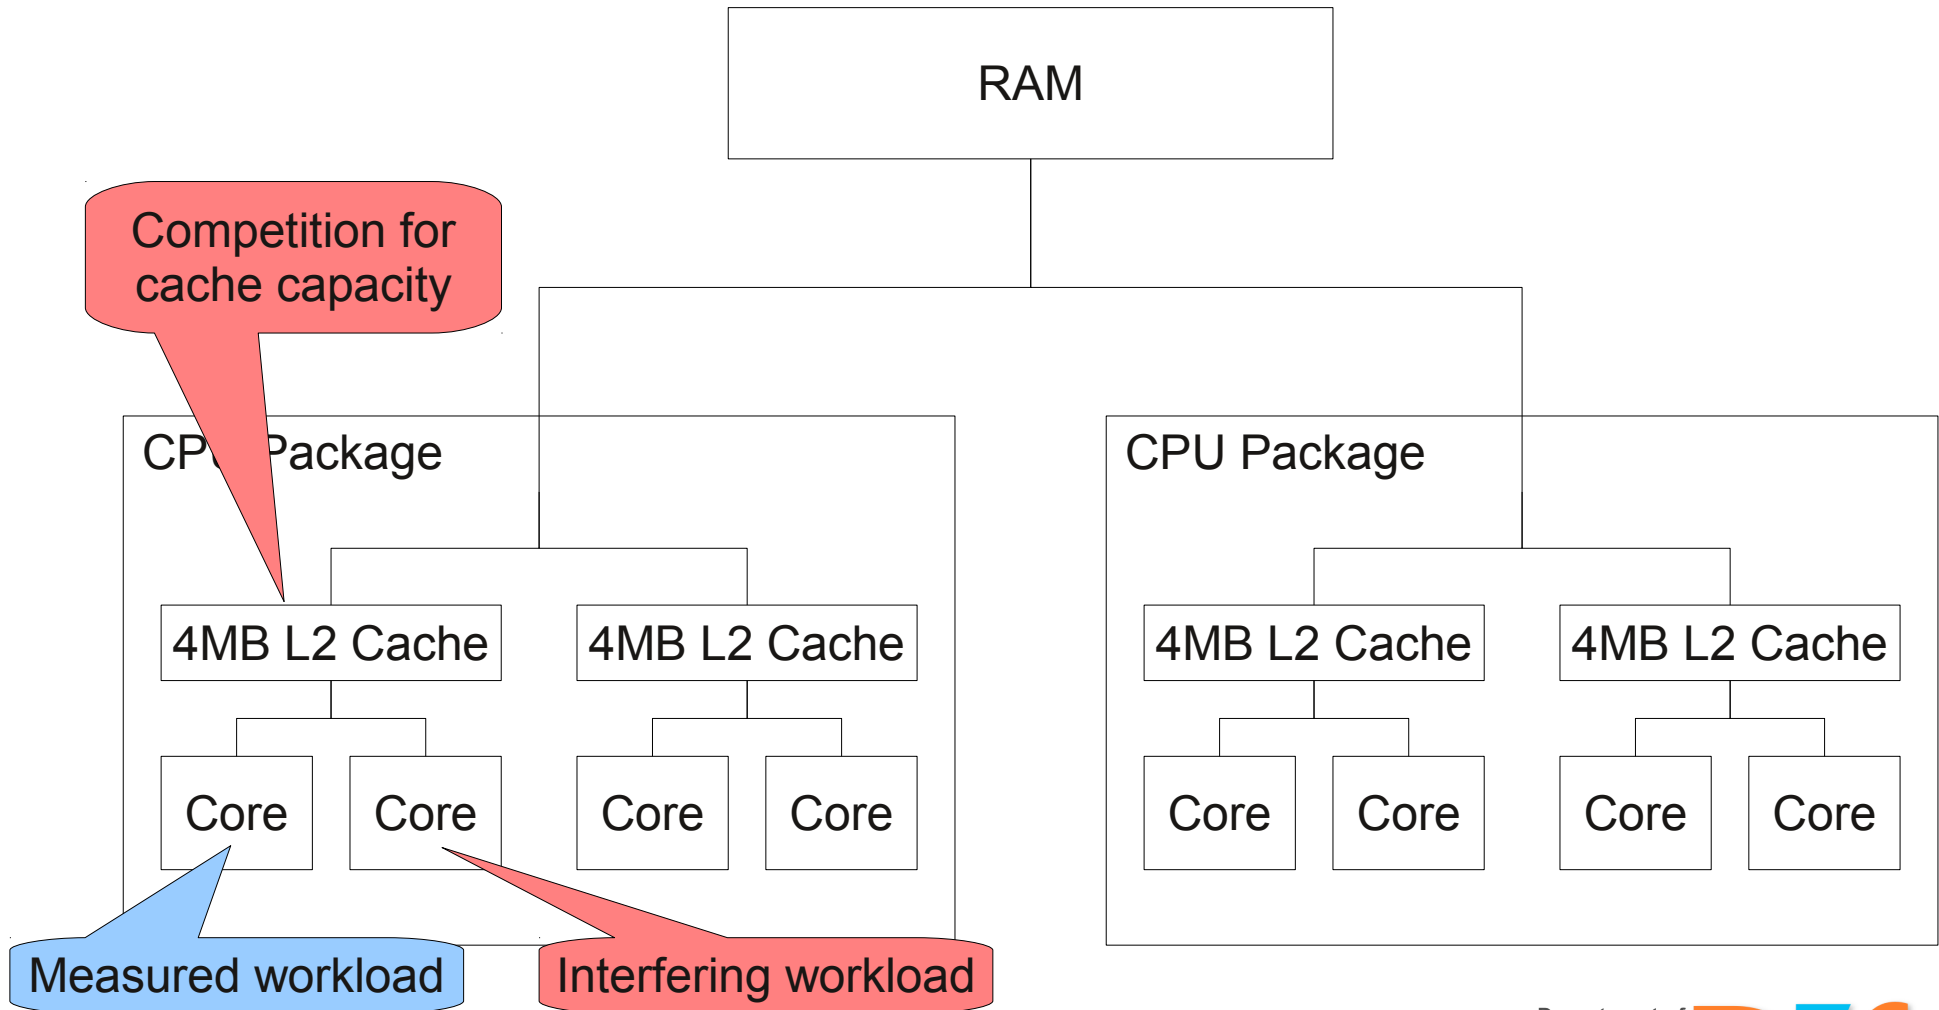 RAM
Competition for
cache capacity
CPU Package
CPU Package
4MB L2 Cache
4MB L2 Cache
4MB L2 Cache
4MB L2 Cache
Core
Core
Core
Core
Core
Core
Core
Core
Measured workload
Interfering workload